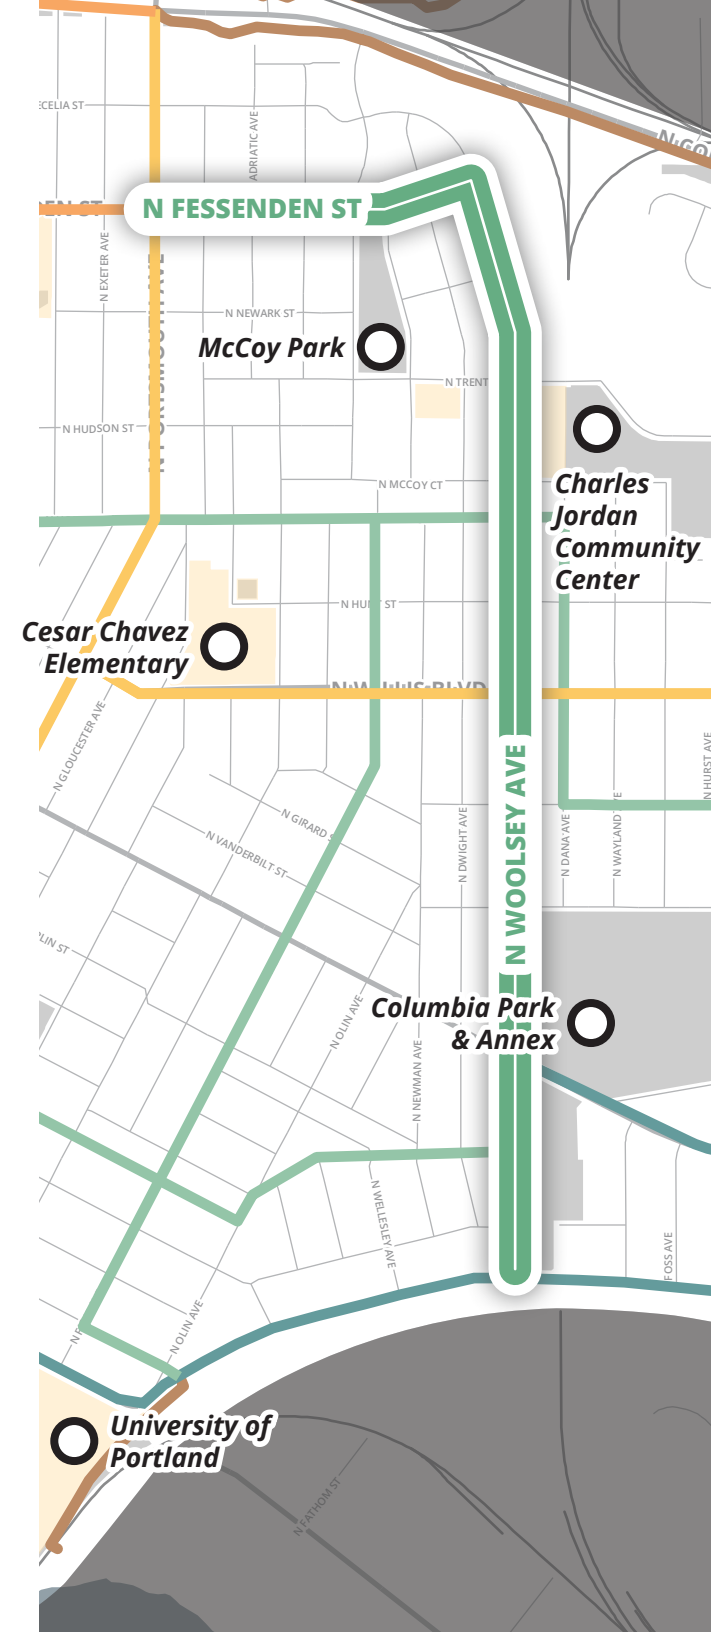 ADRIATIC AVE
N FESSENDEN ST
N EXETER AVE
N NEWARK ST
McCoy Park
N TRENT
N HUDSON ST
N MCCOY CT
Charles
Jordan
Community
Center
Cesar Chavez
Elementary
N GLOUCESTER AVE
N HURST AVE
N GIRARD
N VANDERBILT ST
N DWIGHT AVE
N WOOLSEY AVE
N DANA AVE
N WAYLAND
N OLIN AVE
Columbia Park
& Annex
N NEWMAN AVE
N WELLESLEY AVE
FOSS AVE
N OLIN AVE
University of
Portland
N FATHOM ST